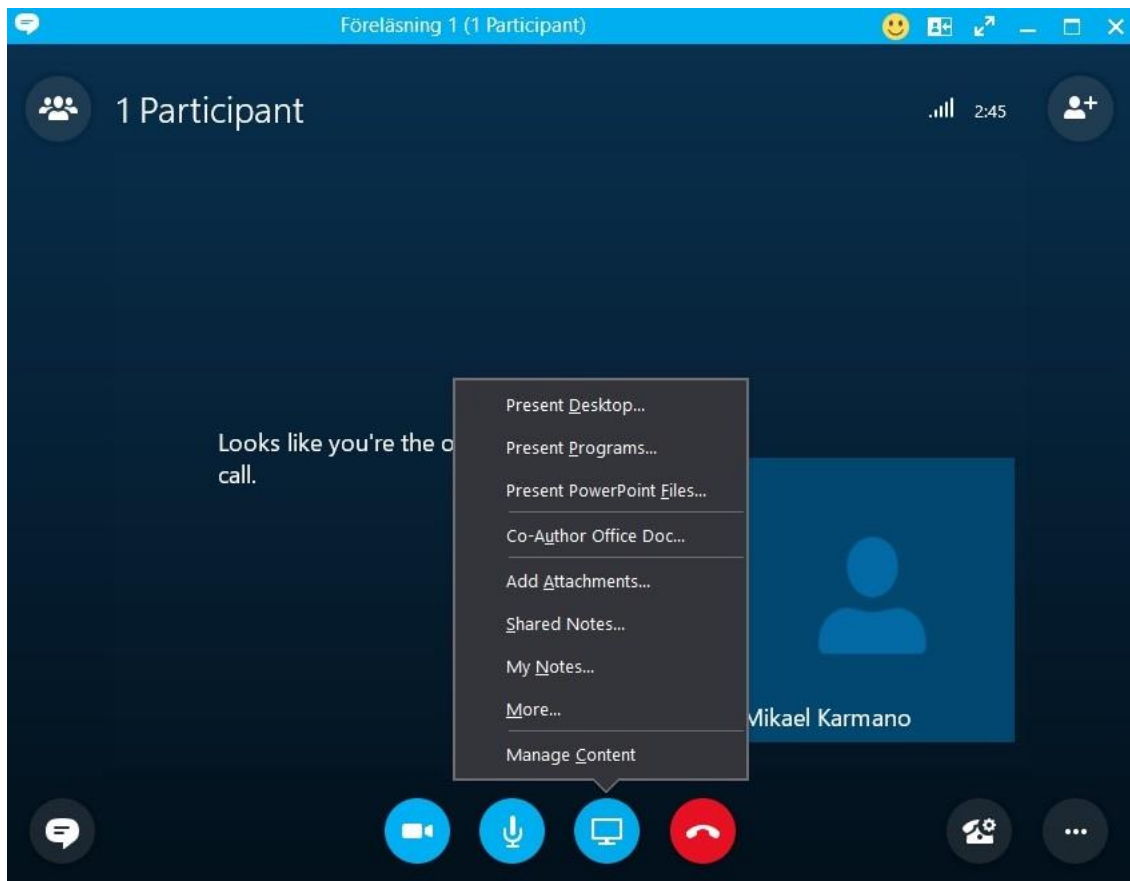 Föreläsning 1 (1 Participant)
1 Participant
2:45
Looks like you're the
call.
Present Desktop...
Present Programs...
Present PowerPoint Files...
Co-Author Office Doc...
Add Attachments...
Shared Notes...
My Notes...
More...
Manage Content
Mikael Karmano